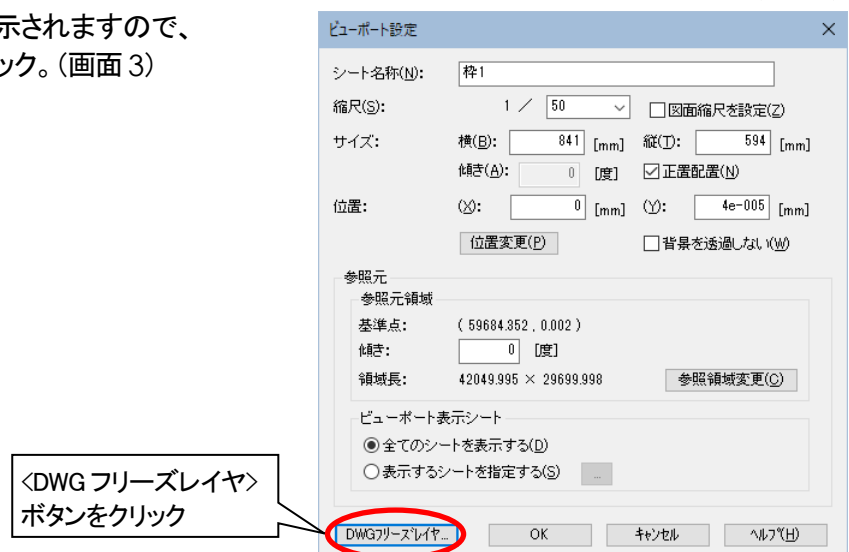 示されますので、
ック。（画面 3）
ビューポート設定
シート名称(N): 枠1
縮尺(S): 1 ／ 50 図面縮尺を設定(Z)
サイズ: 横(B): 841 [mm] 縦(T): 594 [mm]
傾き(A): 0 [度] 正置配置(N)
位置: (X): 0 [mm] (Y): 4e-005 [mm]
位置変更(P) 背景を透過しない(W)
参照元
参照元領域
基準点: ( 59684.352 , 0.002 )
傾き: 0 [度]
領域長: 42049.995 × 29699.998 参照領域変更(C)
ビューポート表示シート
全てのシートを表示する(D)
表示するシートを指定する(S) ...
<DWG フリーズレイヤ>
ボタンをクリック
DWGフリーズレイヤ... OK キャンセル ヘルプ(H)